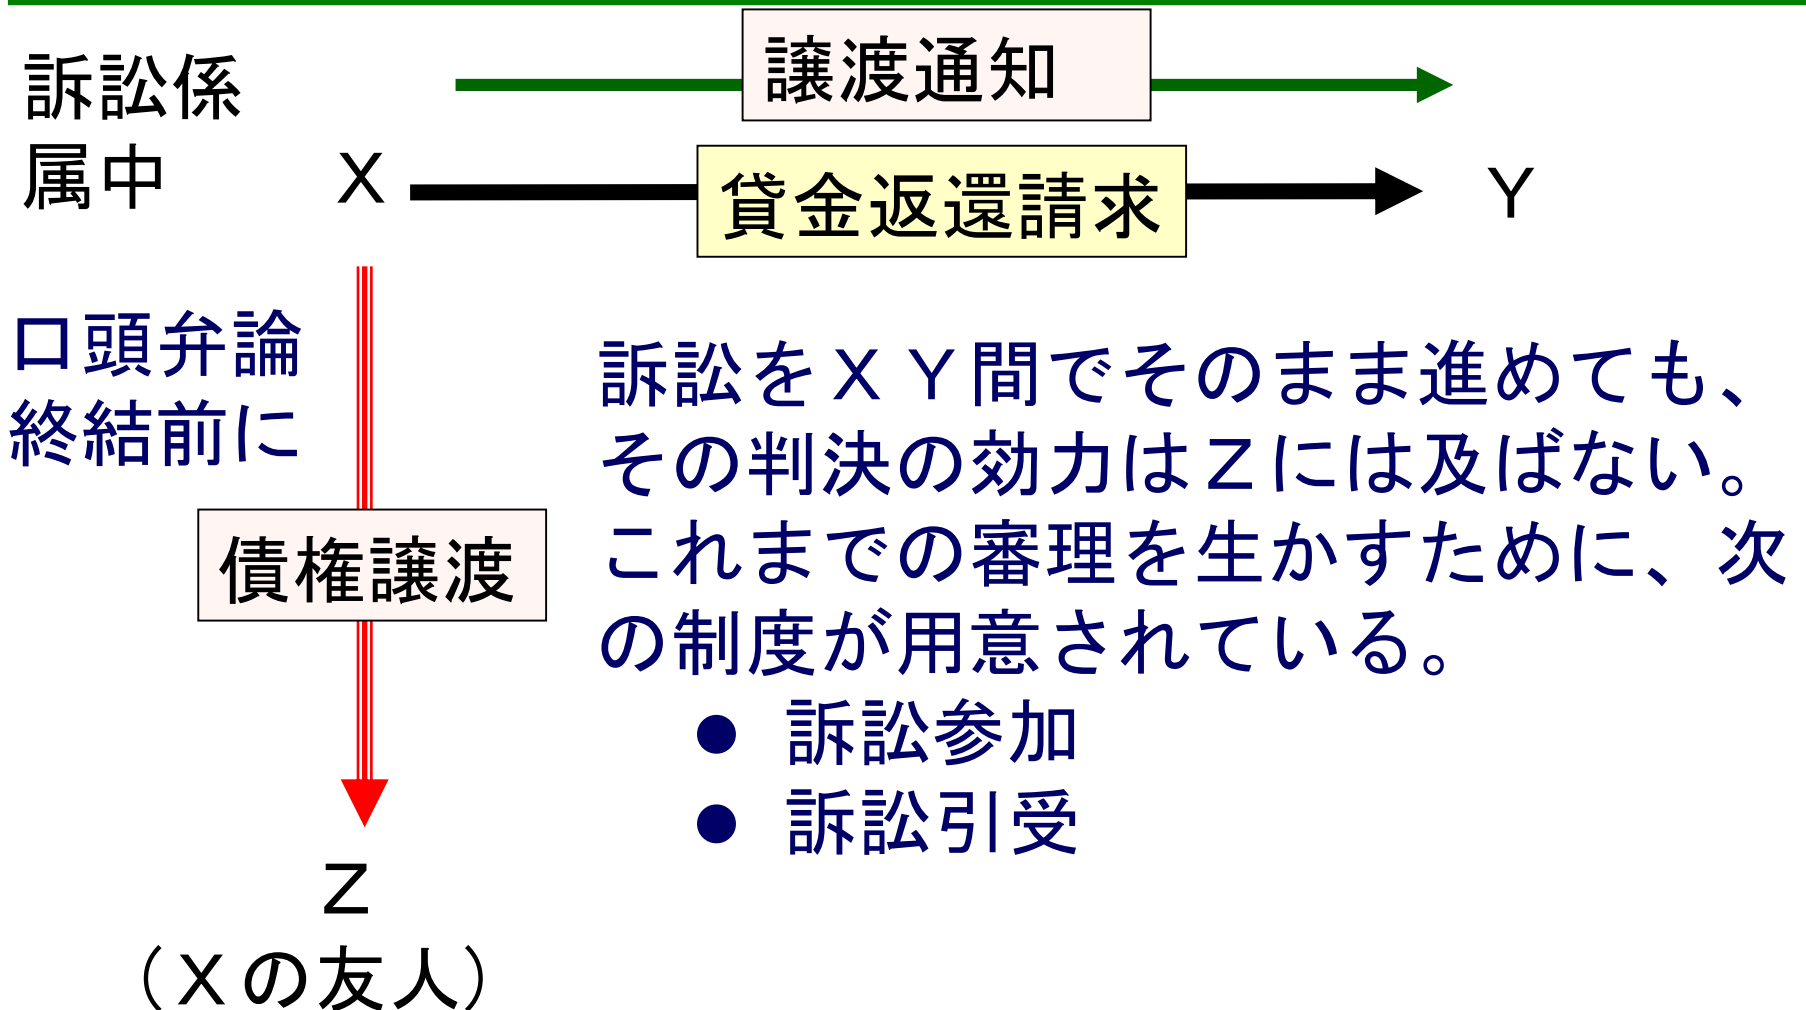 訴訟係
属中
譲渡通知
X
貸金返還請求
Y
口頭弁論
終結前に
債権譲渡
Z
（Xの友人）
訴訟をＸＹ間でそのまま進めても、
その判決の効力はＺには及ばない。
これまでの審理を生かすために、次
の制度が用意されている。
● 訴訟参加
● 訴訟引受